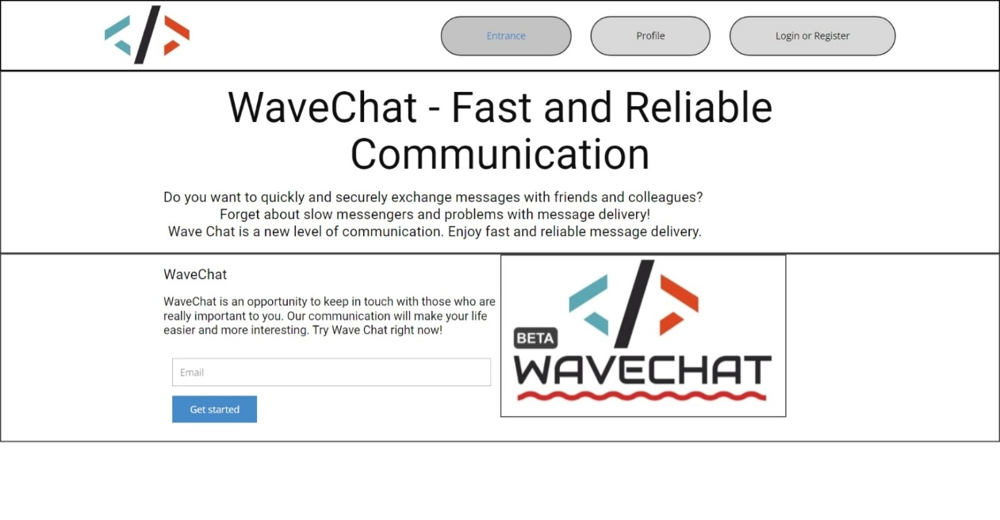 Entrance
Profile
Login or Register
WaveChat - Fast and Reliable
Communication
Do you want to quickly and securely exchange messages with friends and colleagues?
Forget about slow messengers and problems with message delivery!
Wave Chat is a new level of communication. Enjoy fast and reliable message delivery.
WaveChat
WaveChat is an opportunity to keep in touch with those who are
really important to you. Our communication will make your life
easier and more interesting. Try Wave Chat right now!
Email
Get started
BETA
WAVECHAT